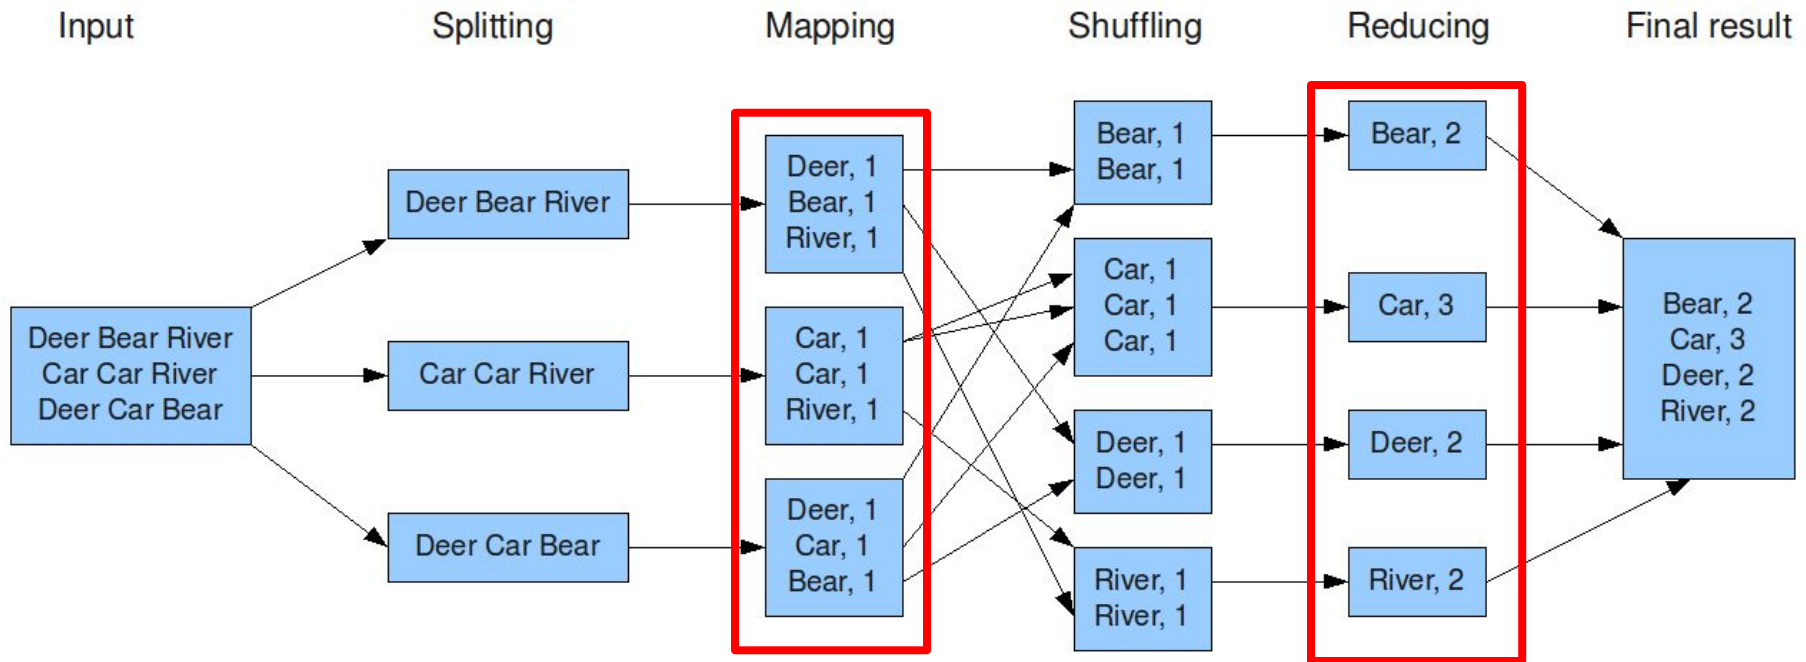 Input
Splitting
Mapping
Shuffling
Reducing
Final result
Deer Bear River
Car Car River
Deer Car Bear
Deer Bear River
Car Car River
Deer Car Bear
Deer, 1
Bear, 1
River, 1
Car, 1
Car, 1
River, 1
Deer, 1
Car, 1
Bear, 1
Bear, 1
Bear, 1
Car, 1
Car, 1
Car, 1
Deer, 1
Deer, 1
River, 1
River, 1
Bear, 2
Car, 3
Deer, 2
River, 2
Bear, 2
Car, 3
Deer, 2
River, 2